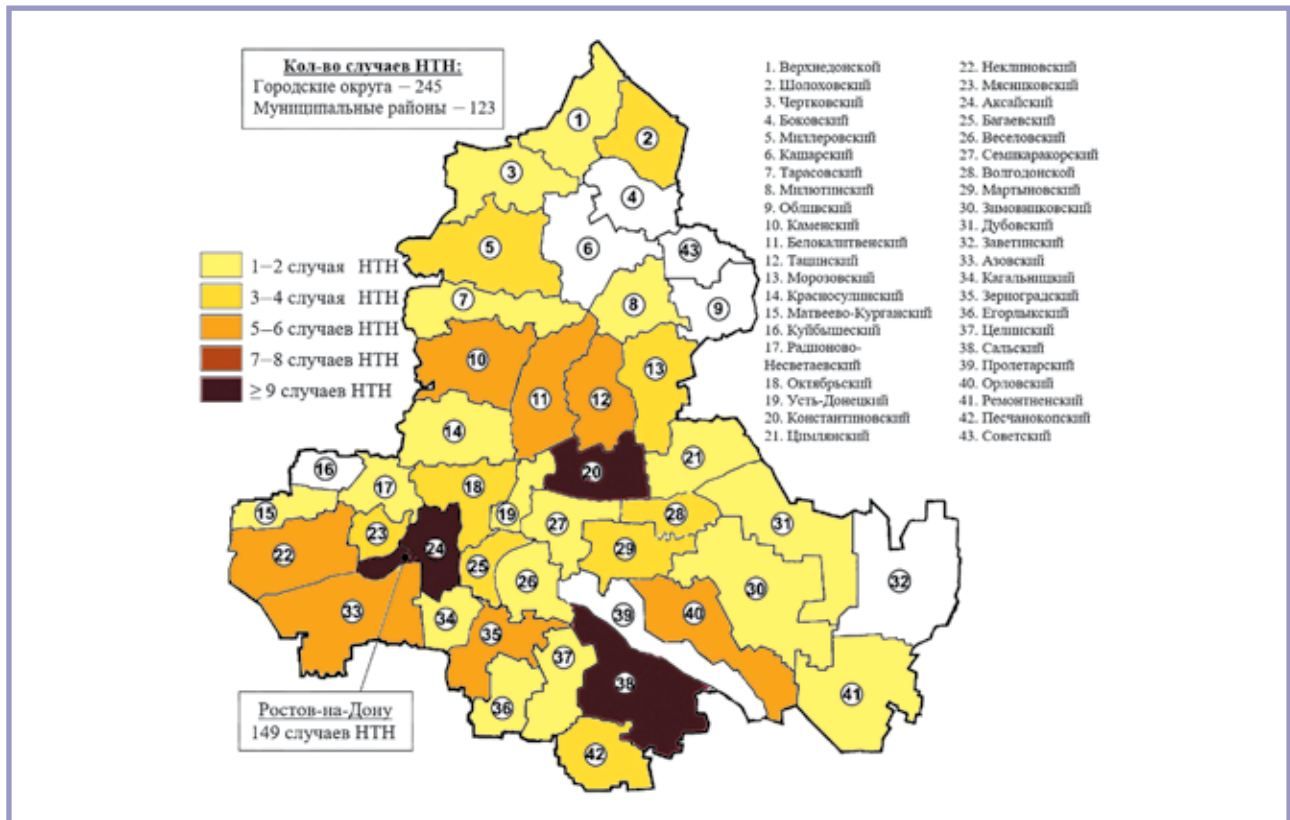 Кол-во случаев НТН:
Городские округа – 245
Муниципальные районы – 123
1. Верхнедонской
2. Шолоховский
3. Чертковский
4. Боковский
5. Миллеровский
6. Кашарский
7. Тарасовский
8. Милютинский
9. Обливский
10. Каменский
11. Белокалитвенский
12. Тацинский
13. Морозовский
14. Красносулинский
15. Матвеево-Курганский
16. Куйбышеский
17. Радионово-
Несветаевский
18. Октябрьский
19. Усть-Донецкий
20. Константиновский
21. Цимлянский
22. Неклиновский
23. Мясниковский
24. Аксайский
25. Багаевский
26. Веселовский
27. Семикаракорский
28. Волгодонской
29. Мартыновский
30. Зимовниковский
31. Дубовский
32. Заветинский
33. Азовский
34. Кагальницкий
35. Зерноградский
36. Егорлыкский
37. Целинский
38. Сальский
39. Пролетарский
40. Орловский
41. Ремонтненский
42. Песчанокопский
43. Советский
1–2 случая НТН
3–4 случая НТН
5–6 случаев НТН
7–8 случаев НТН
≥ 9 случаев НТН
1
2
3
4
5
6
43
9
7
8
10
11
12
13
14
20
21
16
17
18
15
19
27
28
31
23
22
24
25
29
26
30
32
33
34
39
40
35
37
38
41
36
42
Ростов-на-Дону
149 случаев НТН